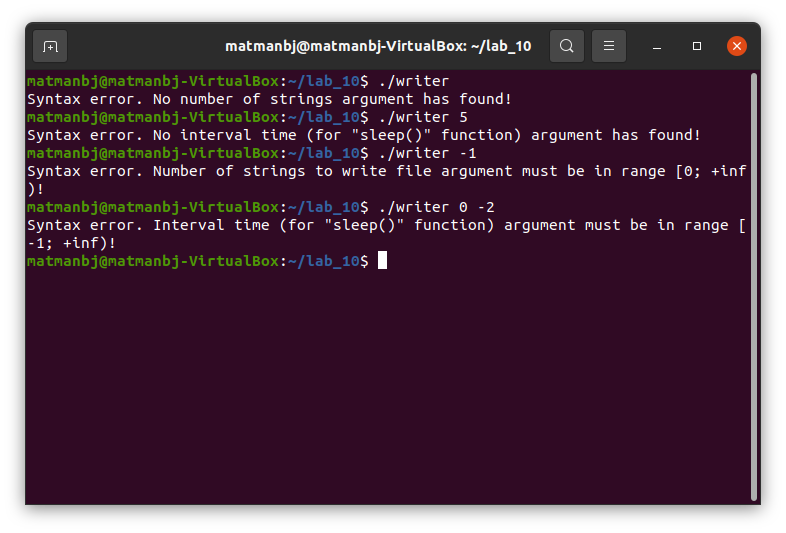 matmanbj@matmanbj-VirtualBox: ~/lab_10
matmanbj@matmanbj-VirtualBox:~/lab_10$ ./writer
Syntax error. No number of strings argument has found!
matmanbj@matmanbj-VirtualBox:~/lab_10$ ./writer 5
Syntax error. No interval time (for "sleep()" function) argument has found!
matmanbj@matmanbj-VirtualBox:~/lab_10$ ./writer -1
Syntax error. Number of strings to write file argument must be in range [0; +inf
)!
matmanbj@matmanbj-VirtualBox:~/lab_10$ ./writer 0 -2
Syntax error. Interval time (for "sleep()" function) argument must be in range [
-1; +inf)!
matmanbj@matmanbj-VirtualBox:~/lab_10$